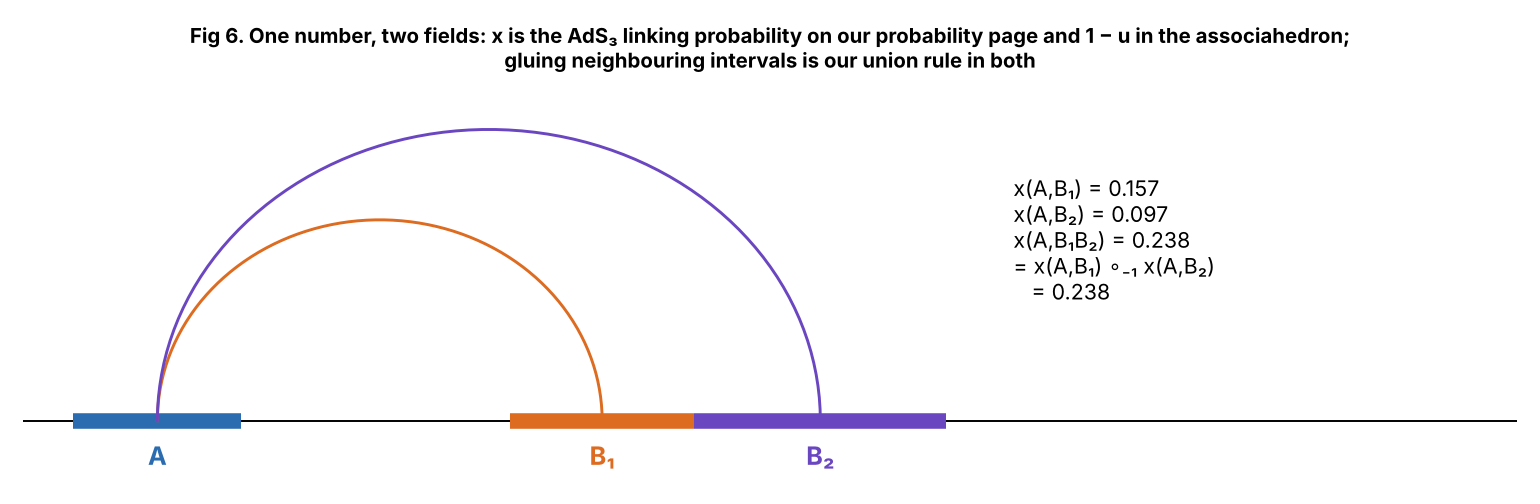 Fig 6. One number, two fields: x is the AdS₃ linking probability on our probability page and 1 − u in the associahedron;
gluing neighbouring intervals is our union rule in both
x(A,B₁) = 0.157
x(A,B₂) = 0.097
x(A,B₁B₂) = 0.238
= x(A,B₁) ∘₋₁ x(A,B₂)
= 0.238
A
B₁
B₂